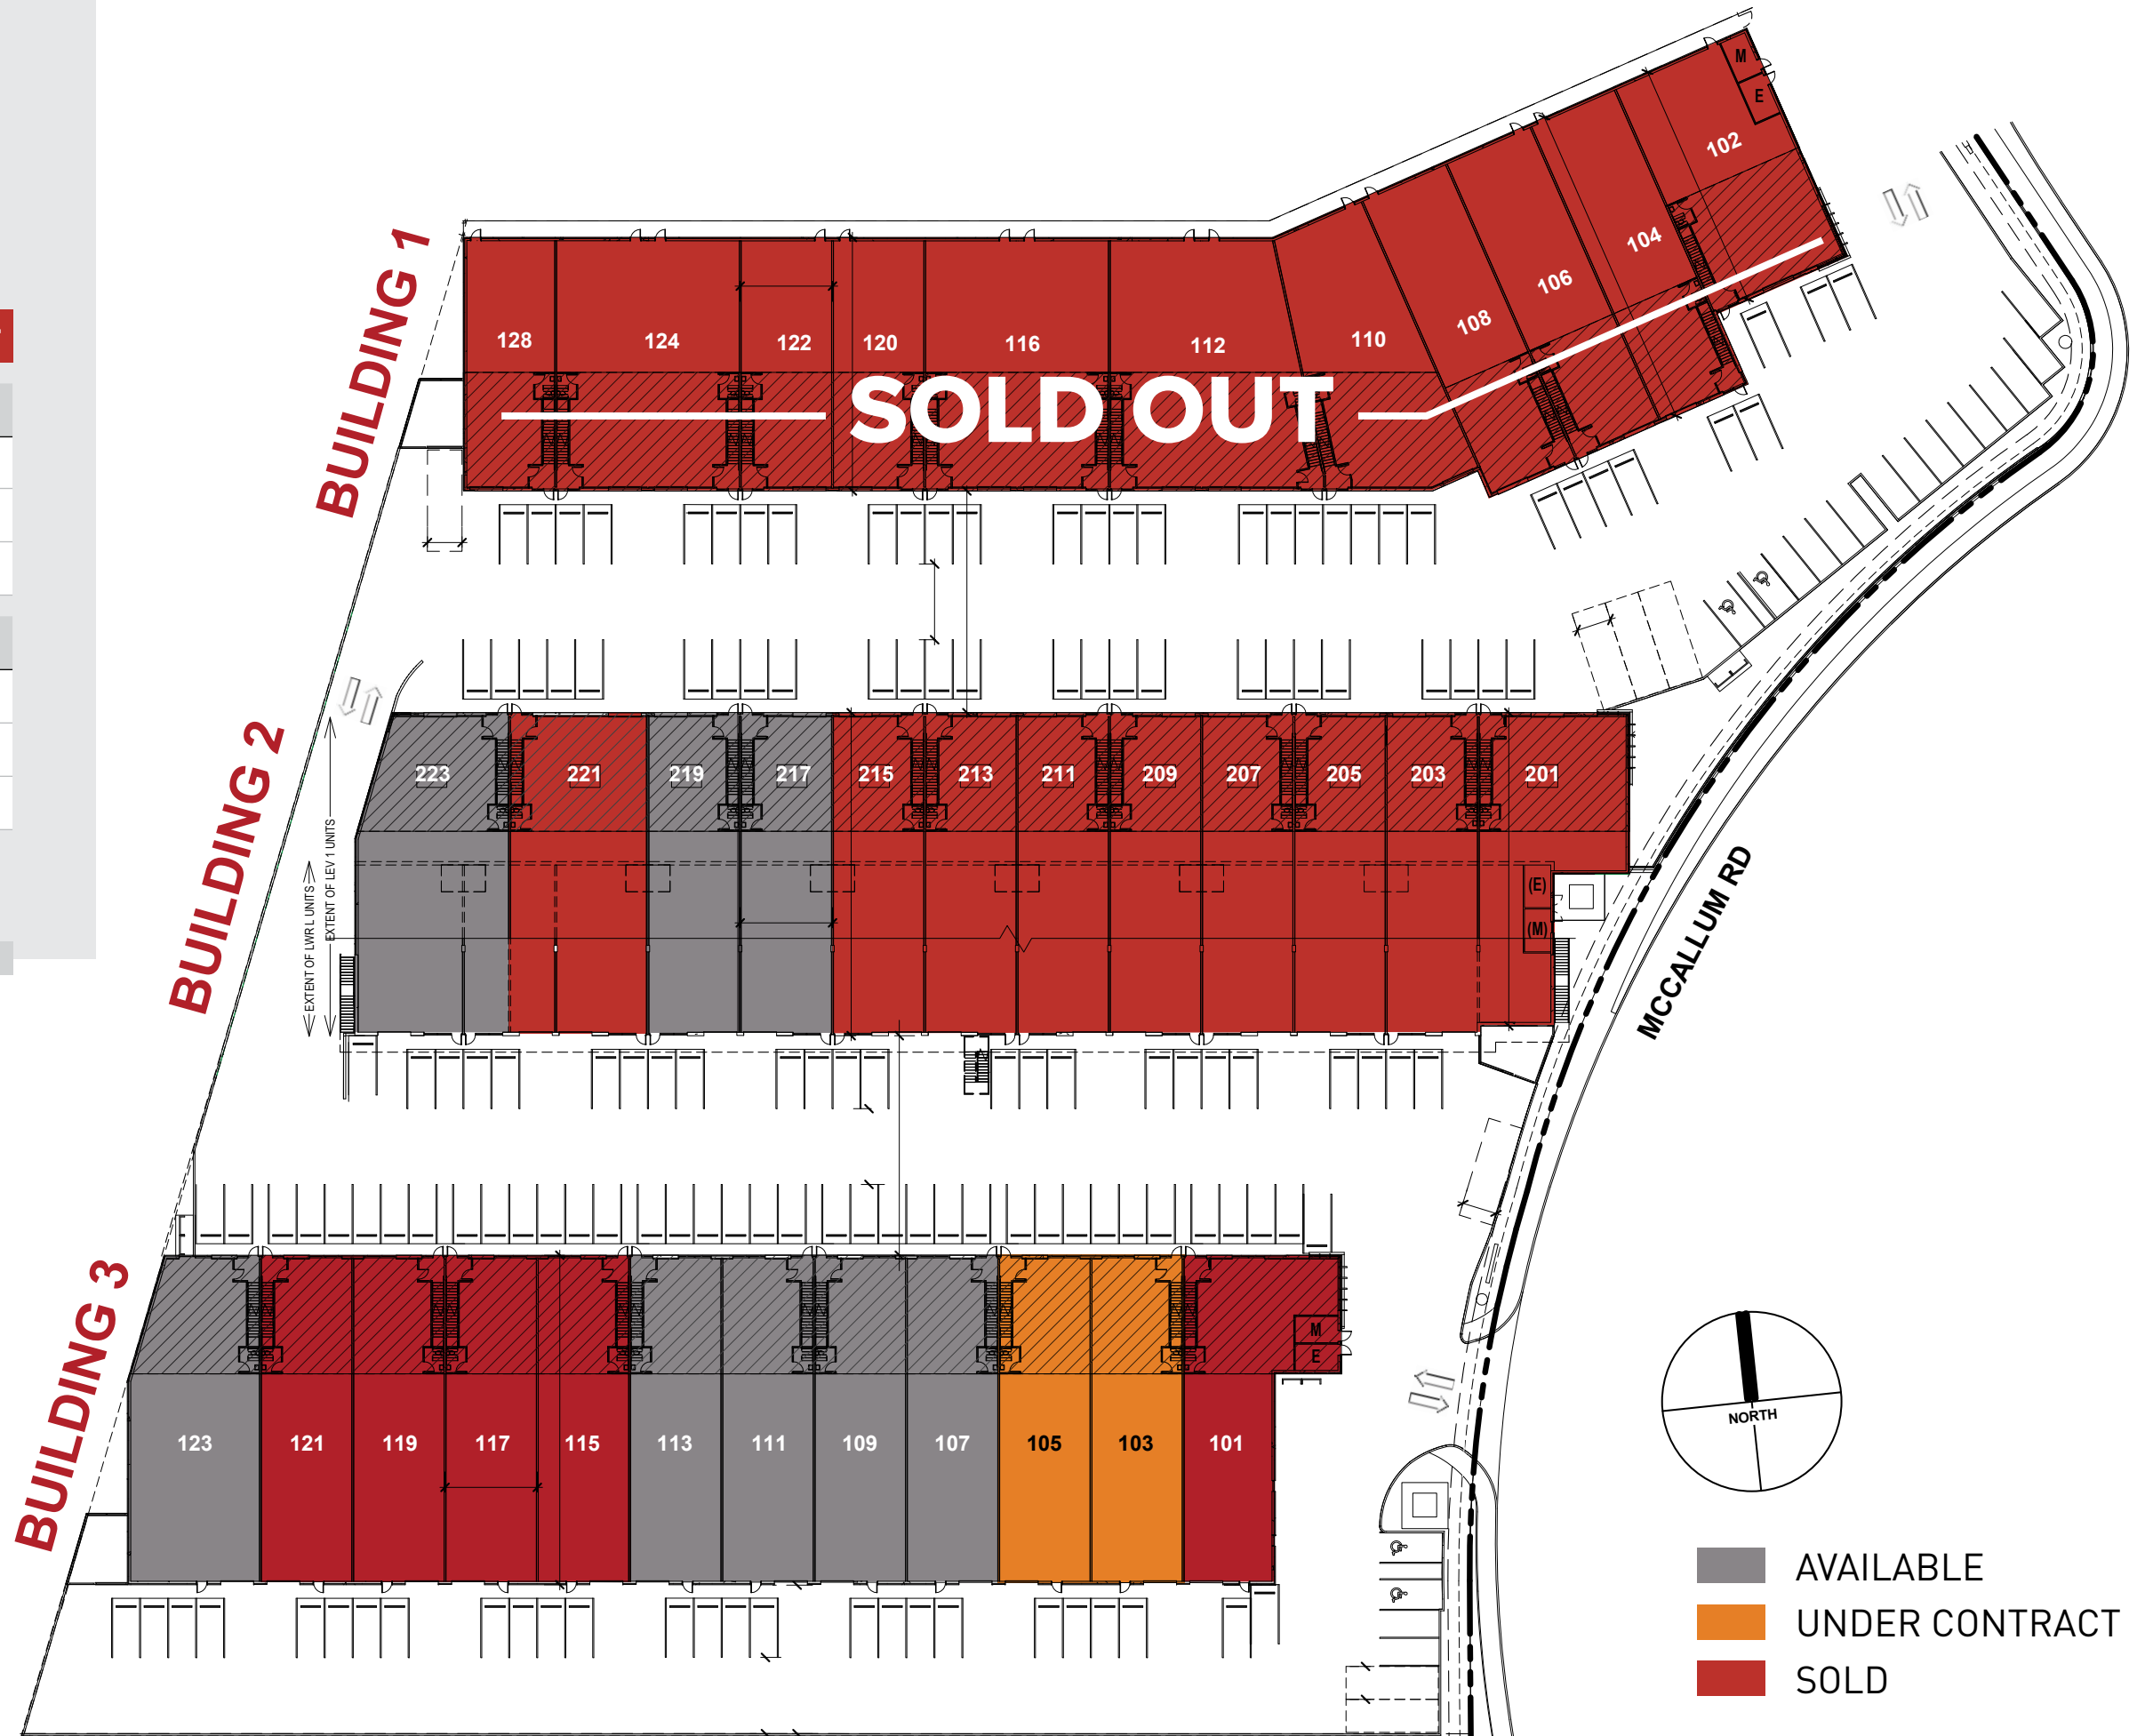 BUILDING 1
M
E
102
104
106
108
110
112
116
120
122
124
128
SOLD OUT
BUILDING 2
223
221
219
217
215
213
211
209
207
205
203
201
(E)
(M)
EXTENT OF LWR L UNITS
EXTENT OF LEV 1 UNITS
MCCALLUM RD
BUILDING 3
M
E
123
121
119
117
115
113
111
109
107
105
103
101
NORTH
AVAILABLE
UNDER CONTRACT
SOLD